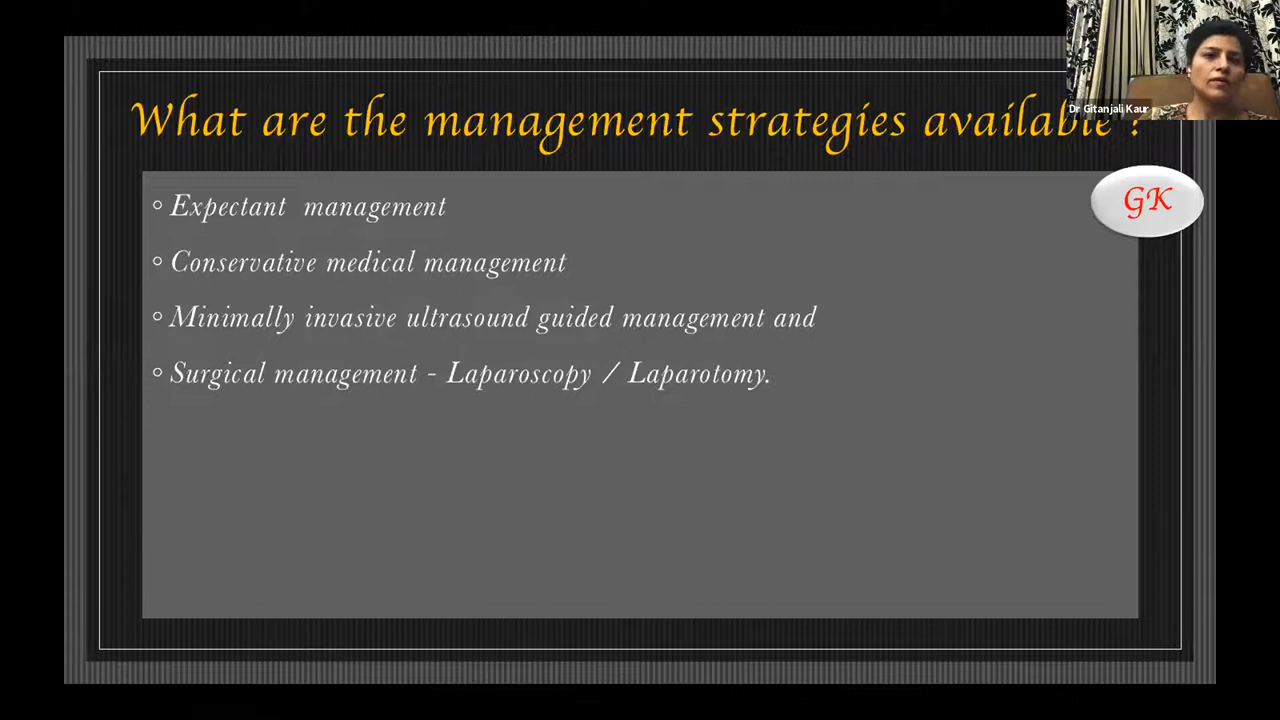 What are the management strategies available ?
Dr Gitanjali Kaur
GK
◦ Expectant management
◦ Conservative medical management
◦ Minimally invasive ultrasound guided management and
◦ Surgical management - Laparoscopy / Laparotomy.